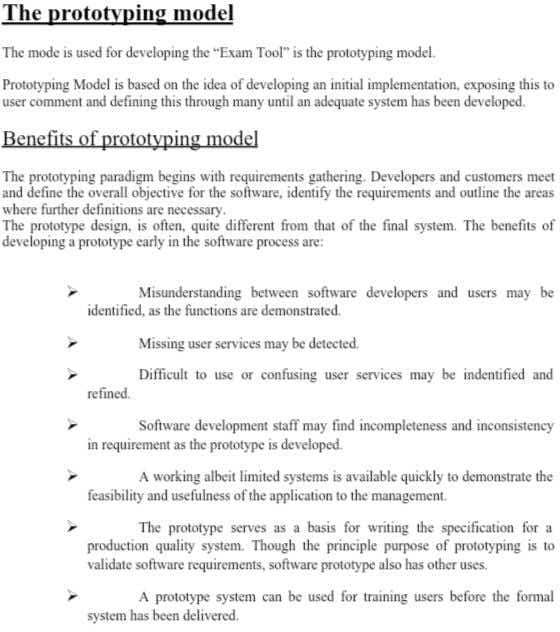 The prototyping model
The mode is used for developing the “Exam Tool” is the prototyping model.
Prototyping Model is based on the idea of developing an initial implementation, exposing this to
user comment and defining this through many until an adequate system has been developed.
Benefits of prototyping model
The prototyping paradigm begins with requirements gathering. Developers and customers meet
and define the overall objective for the software, identify the requirements and outline the areas
where further definitions are necessary.
The prototype design, is often, quite different from that of the final system. The benefits of
developing a prototype early in the software process are:
➢ Misunderstanding between software developers and users may be
identified, as the functions are demonstrated.
➢ Missing user services may be detected.
➢ Difficult to use or confusing user services may be indentified and
refined.
➢ Software development staff may find incompleteness and inconsistency
in requirement as the prototype is developed.
➢ A working albeit limited systems is available quickly to demonstrate the
feasibility and usefulness of the application to the management.
➢ The prototype serves as a basis for writing the specification for a
production quality system. Though the principle purpose of prototyping is to
validate software requirements, software prototype also has other uses.
➢ A prototype system can be used for training users before the formal
system has been delivered.